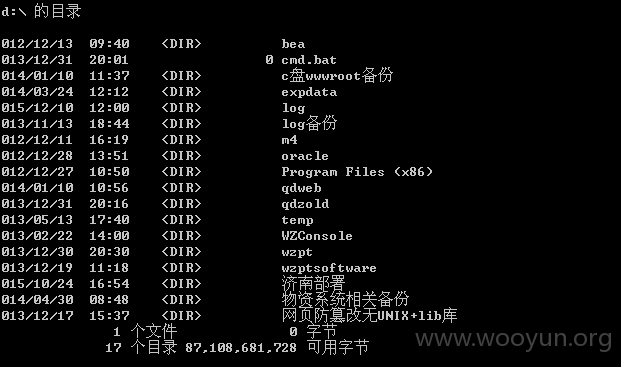 d:\ 的目录
012/12/13  09:40    <DIR>          bea
013/12/31  20:01                 0 cmd.bat
014/01/10  11:37    <DIR>          c盘wwwroot备份
014/03/24  12:12    <DIR>          expdata
015/12/10  12:00    <DIR>          log
013/11/13  18:44    <DIR>          log备份
012/12/11  16:19    <DIR>          m4
012/12/28  13:51    <DIR>          oracle
012/12/27  10:50    <DIR>          Program Files (x86)
014/01/10  10:56    <DIR>          qdweb
013/12/31  20:16    <DIR>          qdzold
013/05/13  17:40    <DIR>          temp
013/02/22  14:00    <DIR>          WZConsole
013/12/30  20:30    <DIR>          wzpt
013/12/19  11:18    <DIR>          wzptsoftware
015/10/24  16:54    <DIR>          济南部署
014/04/30  08:48    <DIR>          物资系统相关备份
013/12/17  15:37    <DIR>          网页防篡改无UNIX+lib库
1 个文件              0 字节
17 个目录 87,108,681,728 可用字节
www.wooyun.org